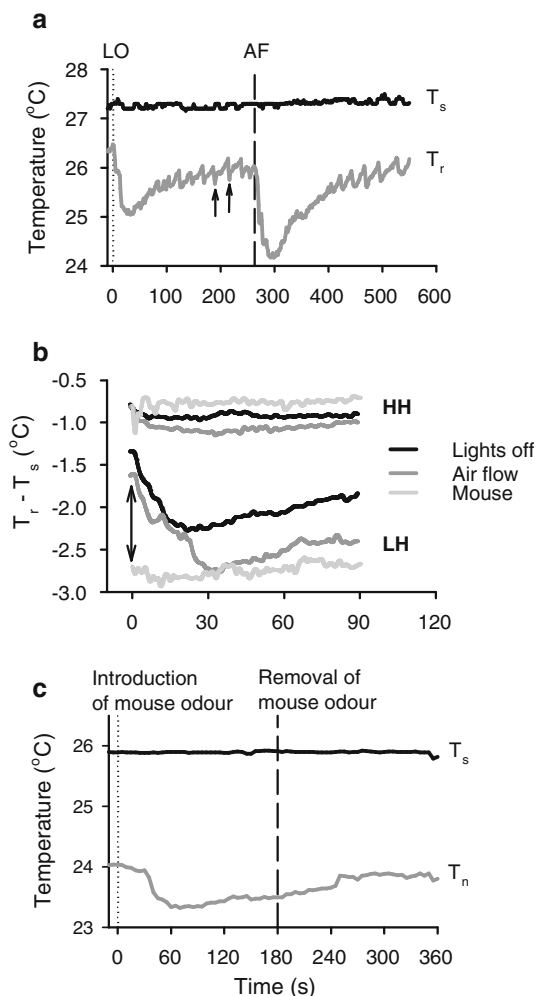 a
LO AF
28
27
26
25
24
Temperature (°C)
T_s
T_r
0 100 200 300 400 500 600
b
-0.5
-1.0
-1.5
-2.0
-2.5
-3.0
T_r - T_s (°C)
HH
Lights off
Air flow
Mouse
LH
0 30 60 90 120
c
Introduction
of mouse odour
Removal of
mouse odour
26
25
24
23
Temperature (°C)
T_s
T_n
0 60 120 180 240 300 360
Time (s)